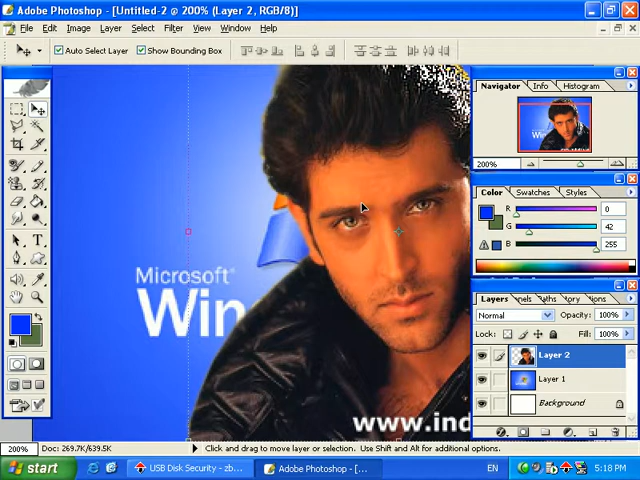 Adobe Photoshop - [Untitled-2 @ 200% (Layer 2, RGB/8)]
File Edit Image Layer Select Filter View Window Help
Auto Select Layer Show Bounding Box
Navigator Info Histogram
200%
Color Swatches Styles
R 0
G 42
B 255
Layers nels Paths tory tions
Normal Opacity: 100%
Lock: Fill: 100%
Layer 2
Layer 1
Background
Microsoft®
Win
www.ind
T
200% Doc: 269.7K/639.5K Click and drag to move layer or selection. Use Shift and Alt for additional options.
start USB Disk Security - zb... Adobe Photoshop - [... EN 5:18 PM